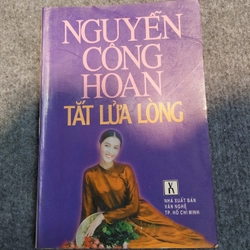 NGUYỄN
CÔNG
HOAN
TẮT LỬA LÒNG
NHÀ XUẤT BẢN
VĂN NGHỆ
TP. HỒ CHÍ MINH